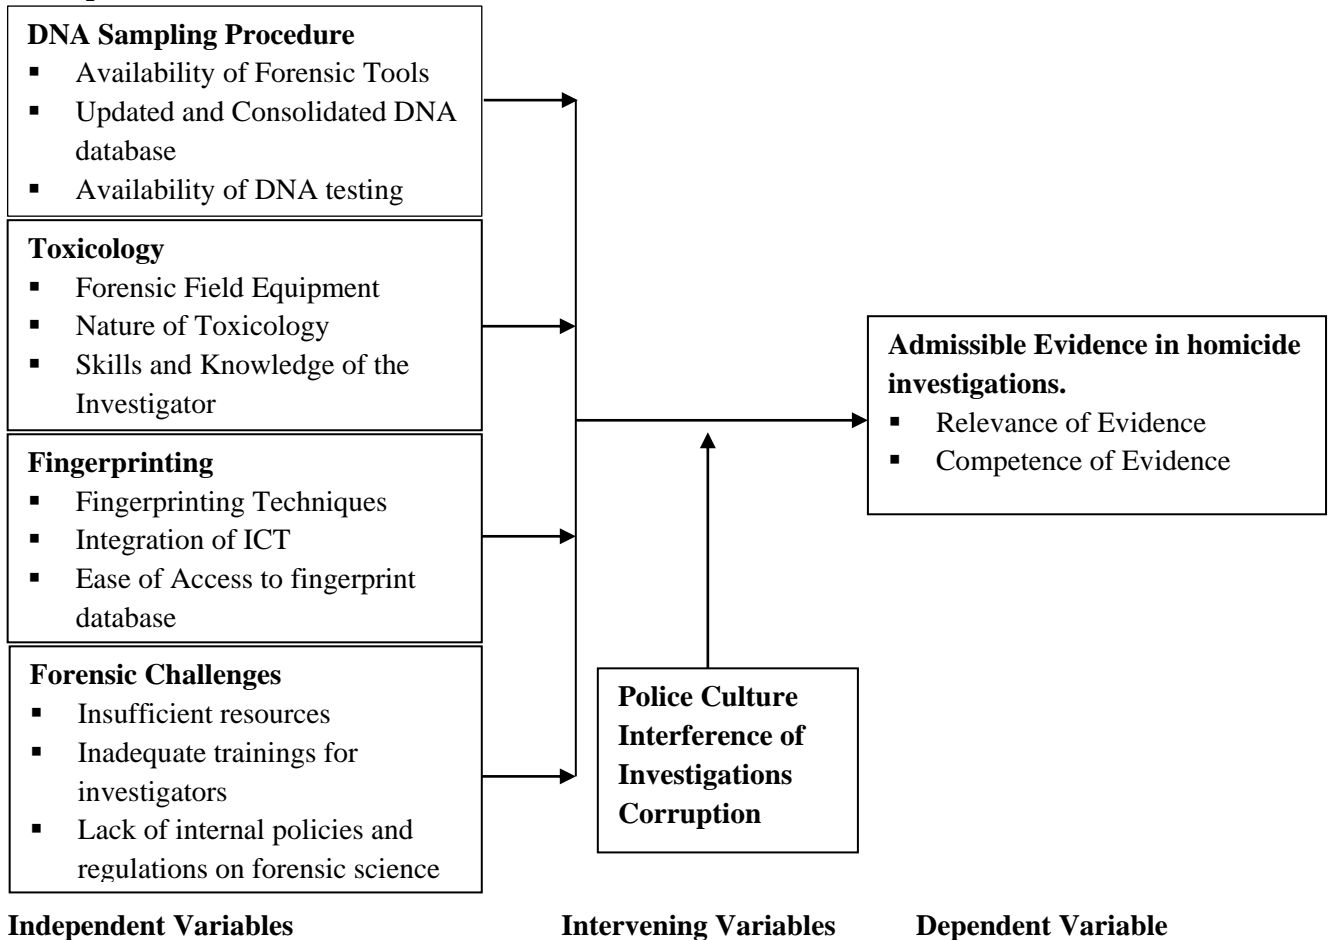 DNA Sampling Procedure
▪ Availability of Forensic Tools
▪ Updated and Consolidated DNA
database
▪ Availability of DNA testing
Toxicology
▪ Forensic Field Equipment
▪ Nature of Toxicology
▪ Skills and Knowledge of the
Investigator
Fingerprinting
▪ Fingerprinting Techniques
▪ Integration of ICT
▪ Ease of Access to fingerprint
database
Forensic Challenges
▪ Insufficient resources
▪ Inadequate trainings for
investigators
▪ Lack of internal policies and
regulations on forensic science
Police Culture
Interference of
Investigations
Corruption
Admissible Evidence in homicide
investigations.
▪ Relevance of Evidence
▪ Competence of Evidence
Independent Variables
Intervening Variables
Dependent Variable